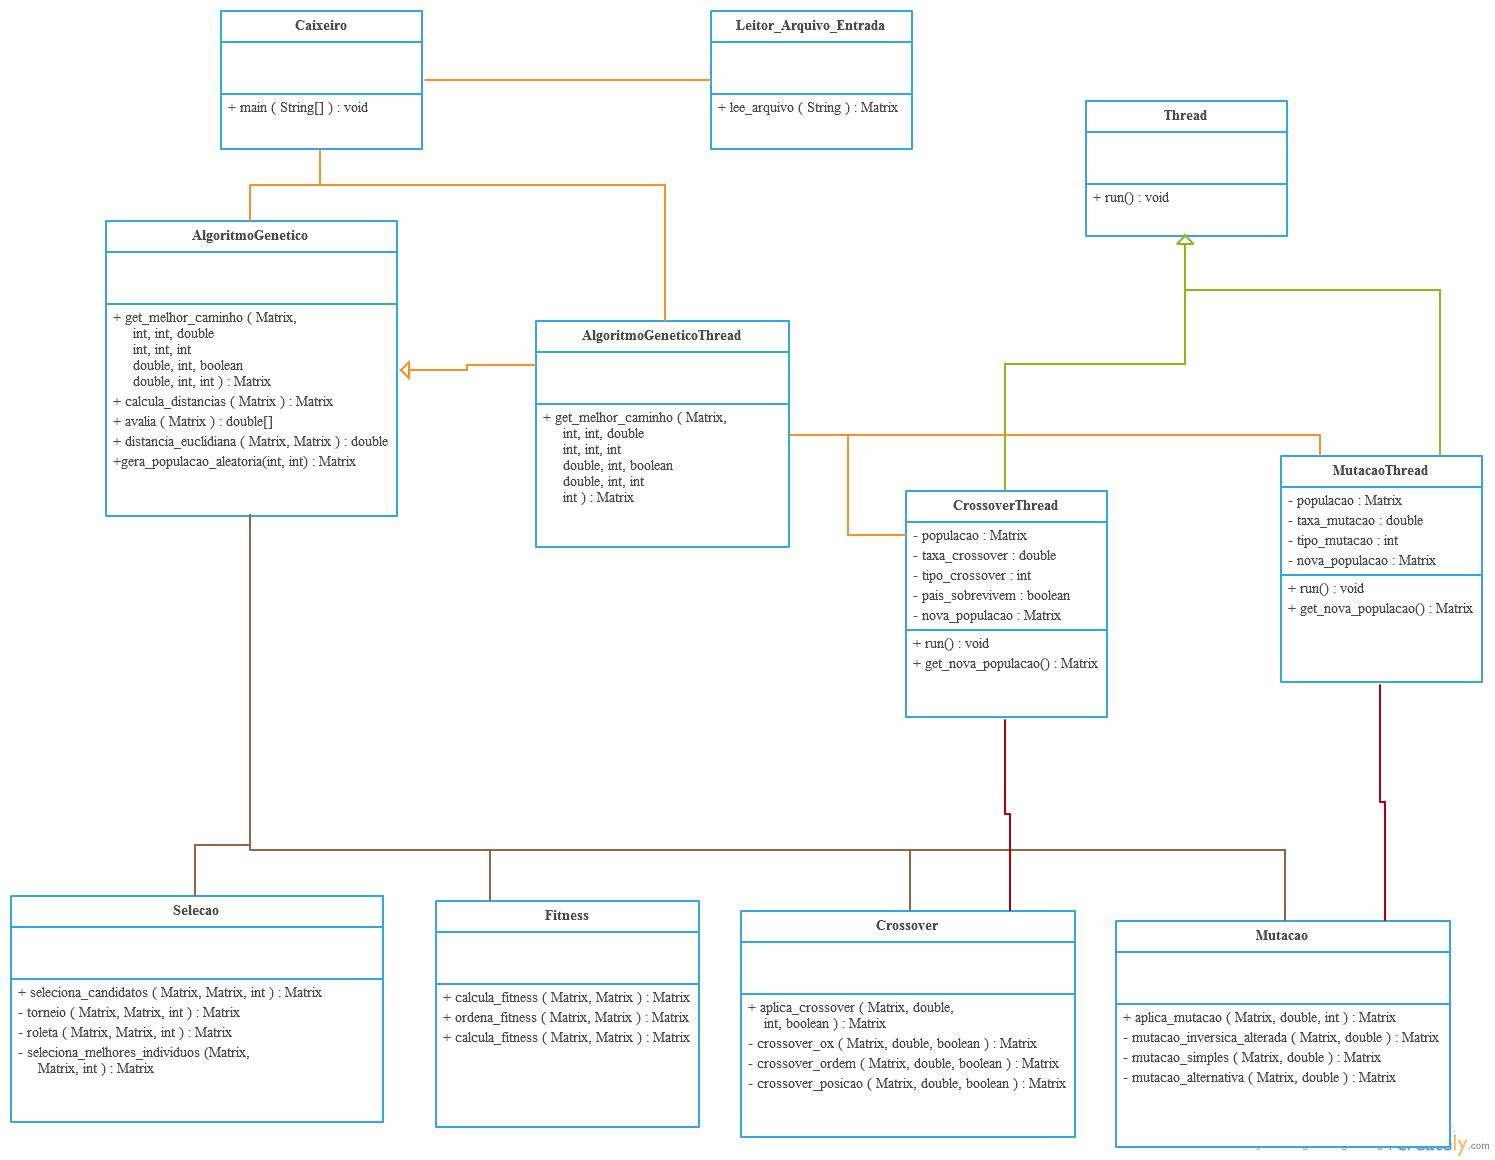 Caixeiro
+ main ( String[] ) : void
Leitor_Arquivo_Entrada
+ lee_arquivo ( String ) : Matrix
Thread
+ run() : void
AlgoritmoGenetico
+ get_melhor_caminho ( Matrix,
int, int, double
int, int, int
double, int, boolean
double, int, int ) : Matrix
+ calcula_distancias ( Matrix ) : Matrix
+ avalia ( Matrix ) : double[]
+ distancia_euclidiana ( Matrix, Matrix ) : double
+gera_populacao_aleatoria(int, int) : Matrix
AlgoritmoGeneticoThread
+ get_melhor_caminho ( Matrix,
int, int, double
int, int, int
double, int, boolean
double, int, int
int ) : Matrix
CrossoverThread
- populacao : Matrix
- taxa_crossover : double
- tipo_crossover : int
- pais_sobrevivem : boolean
- nova_populacao : Matrix
+ run() : void
+ get_nova_populacao() : Matrix
MutacaoThread
- populacao : Matrix
- taxa_mutacao : double
- tipo_mutacao : int
- nova_populacao : Matrix
+ run() : void
+ get_nova_populacao() : Matrix
Selecao
+ seleciona_candidatos ( Matrix, Matrix, int ) : Matrix
- torneio ( Matrix, Matrix, int ) : Matrix
- roleta ( Matrix, Matrix, int ) : Matrix
- seleciona_melhores_individuos (Matrix,
Matrix, int ) : Matrix
Fitness
+ calcula_fitness ( Matrix, Matrix ) : Matrix
+ ordena_fitness ( Matrix, Matrix ) : Matrix
+ calcula_fitness ( Matrix, Matrix ) : Matrix
Crossover
+ aplica_crossover ( Matrix, double,
int, boolean ) : Matrix
- crossover_ox ( Matrix, double, boolean ) : Matrix
- crossover_ordem ( Matrix, double, boolean ) : Matrix
- crossover_posicao ( Matrix, double, boolean ) : Matrix
Mutacao
+ aplica_mutacao ( Matrix, double, int ) : Matrix
- mutacao_inversica_alterada ( Matrix, double ) : Matrix
- mutacao_simples ( Matrix, double ) : Matrix
- mutacao_alternativa ( Matrix, double ) : Matrix
creately.com